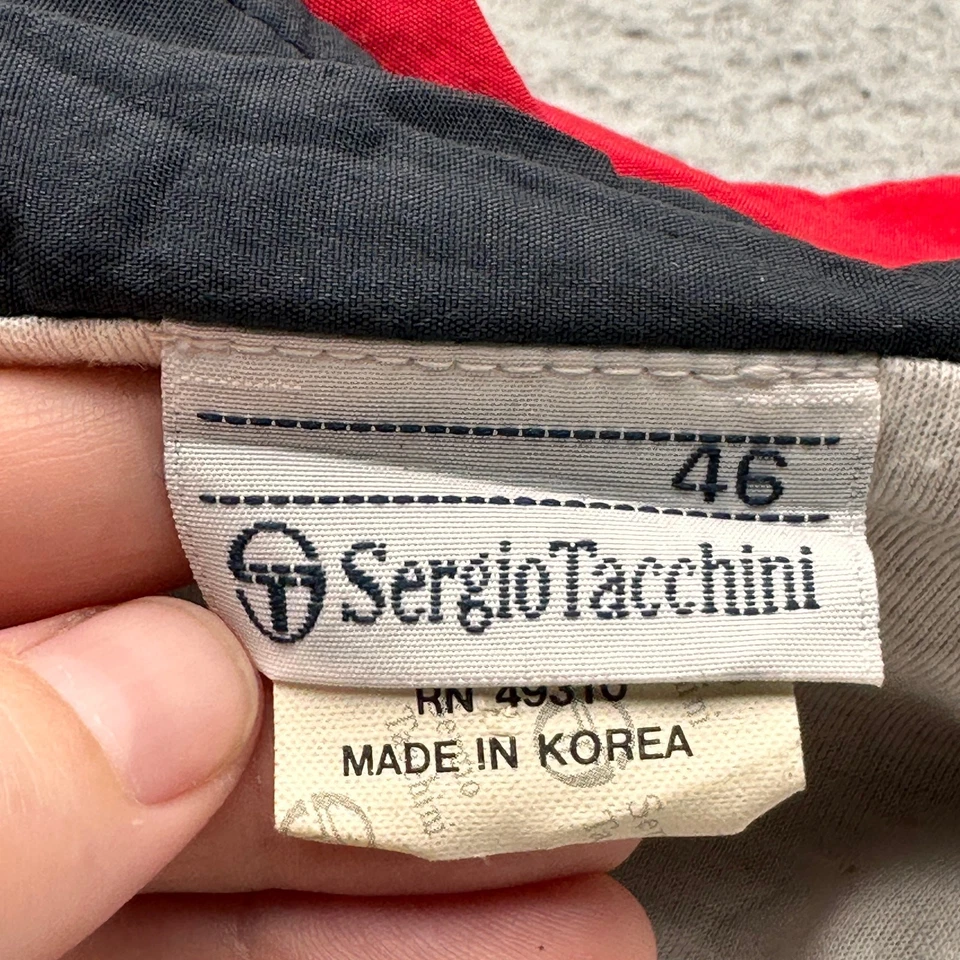 46
SergioTacchini
RN 49310
MADE IN KOREA